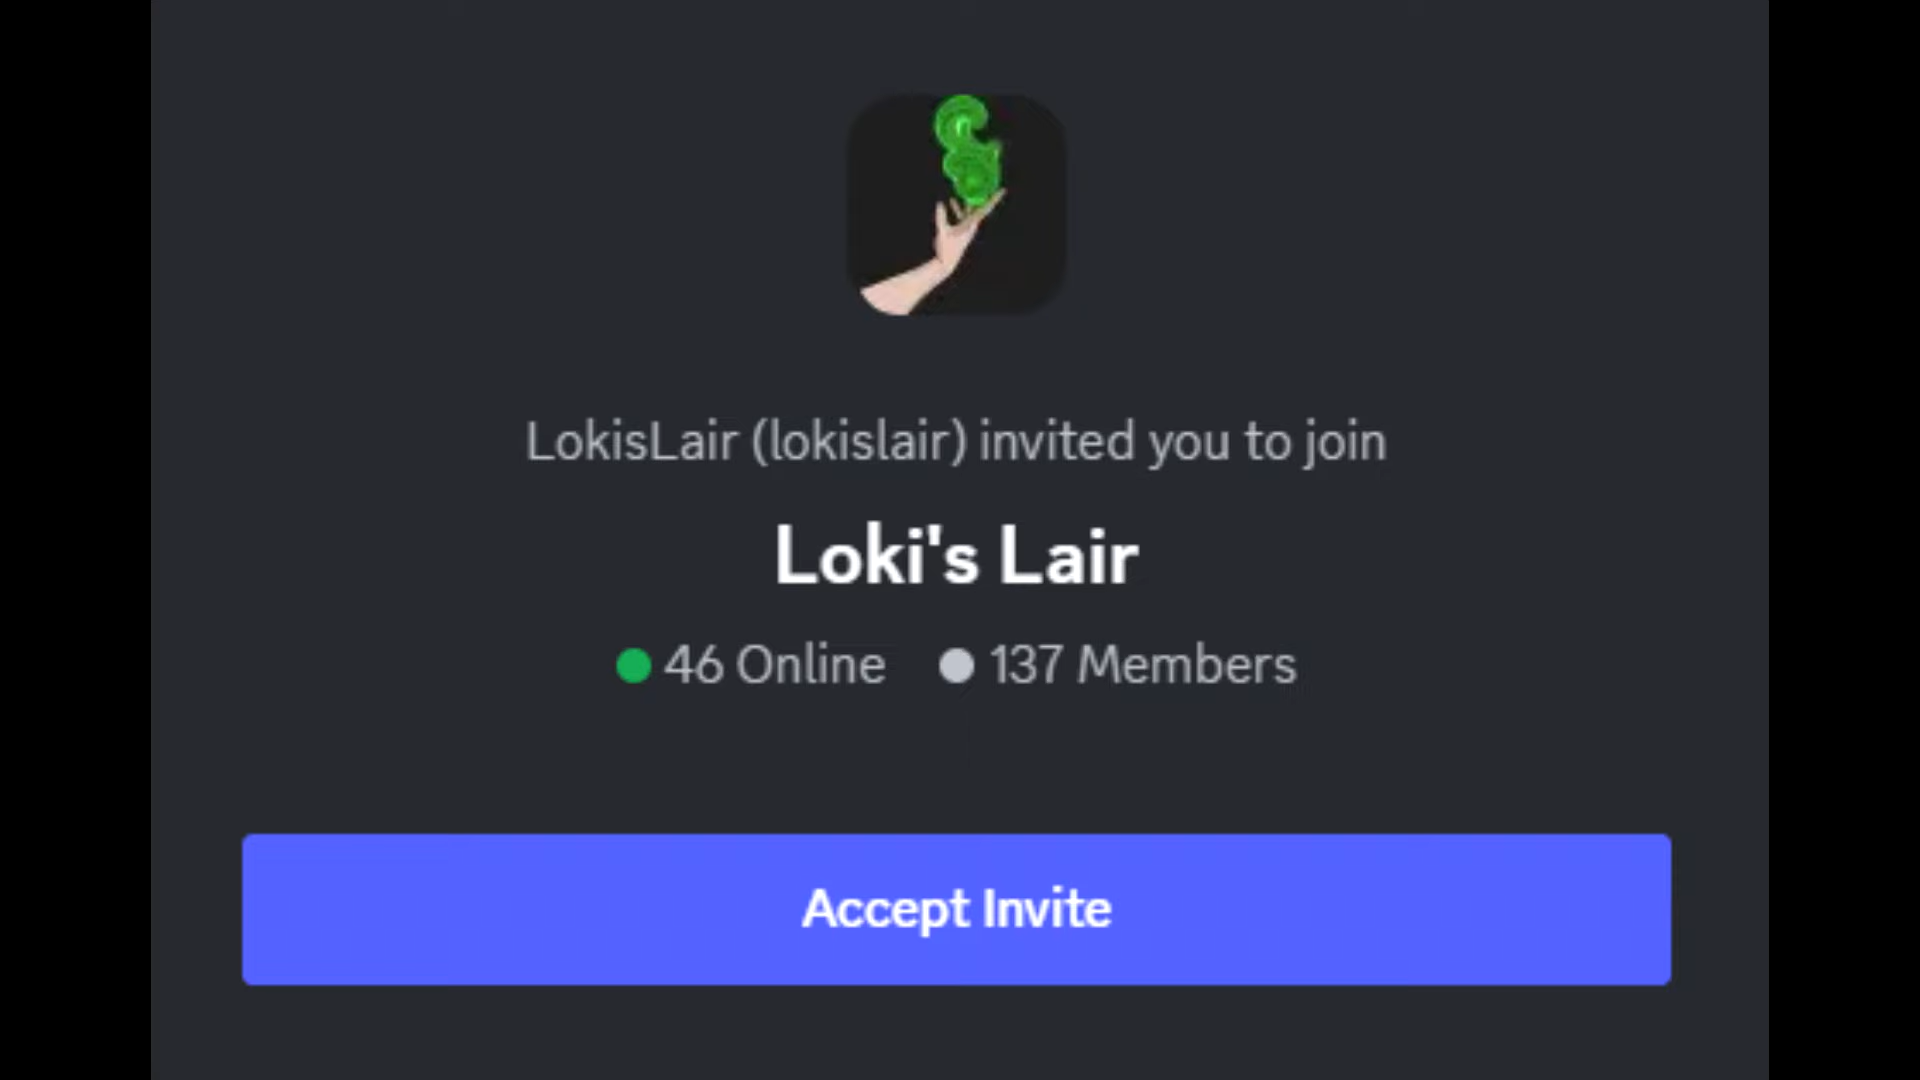 LokisLair (lokislair) invited you to join
Loki's Lair
46 Online 137 Members
Accept Invite